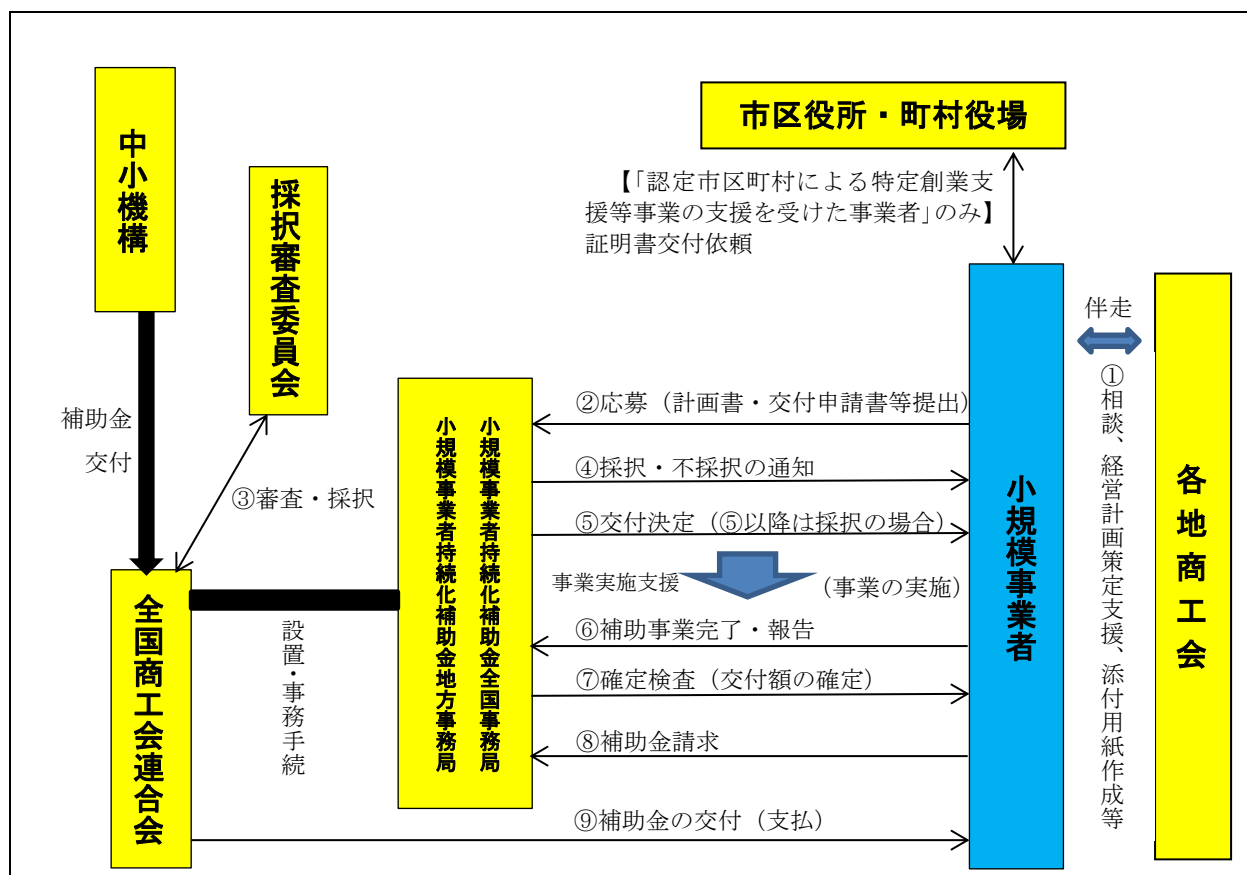 市区役所・町村役場
中小機構
採択審査委員会
【「認定市区町村による特定創業支
援等事業の支援を受けた事業者」のみ】
証明書交付依頼
伴走
①相談、経営計画策定支援、添付用紙作成等
補助金
交付
③審査・採択
小規模事業者持続化補助金全国事務局
小規模事業者持続化補助金地方事務局
②応募（計画書・交付申請書等提出）
④採択・不採択の通知
⑤交付決定（⑤以降は採択の場合）
事業実施支援
（事業の実施）
⑥補助事業完了・報告
⑦確定検査（交付額の確定）
⑧補助金請求
⑨補助金の交付（支払）
小規模事業者
各地商工会
全国商工会連合会
設置・事務手続